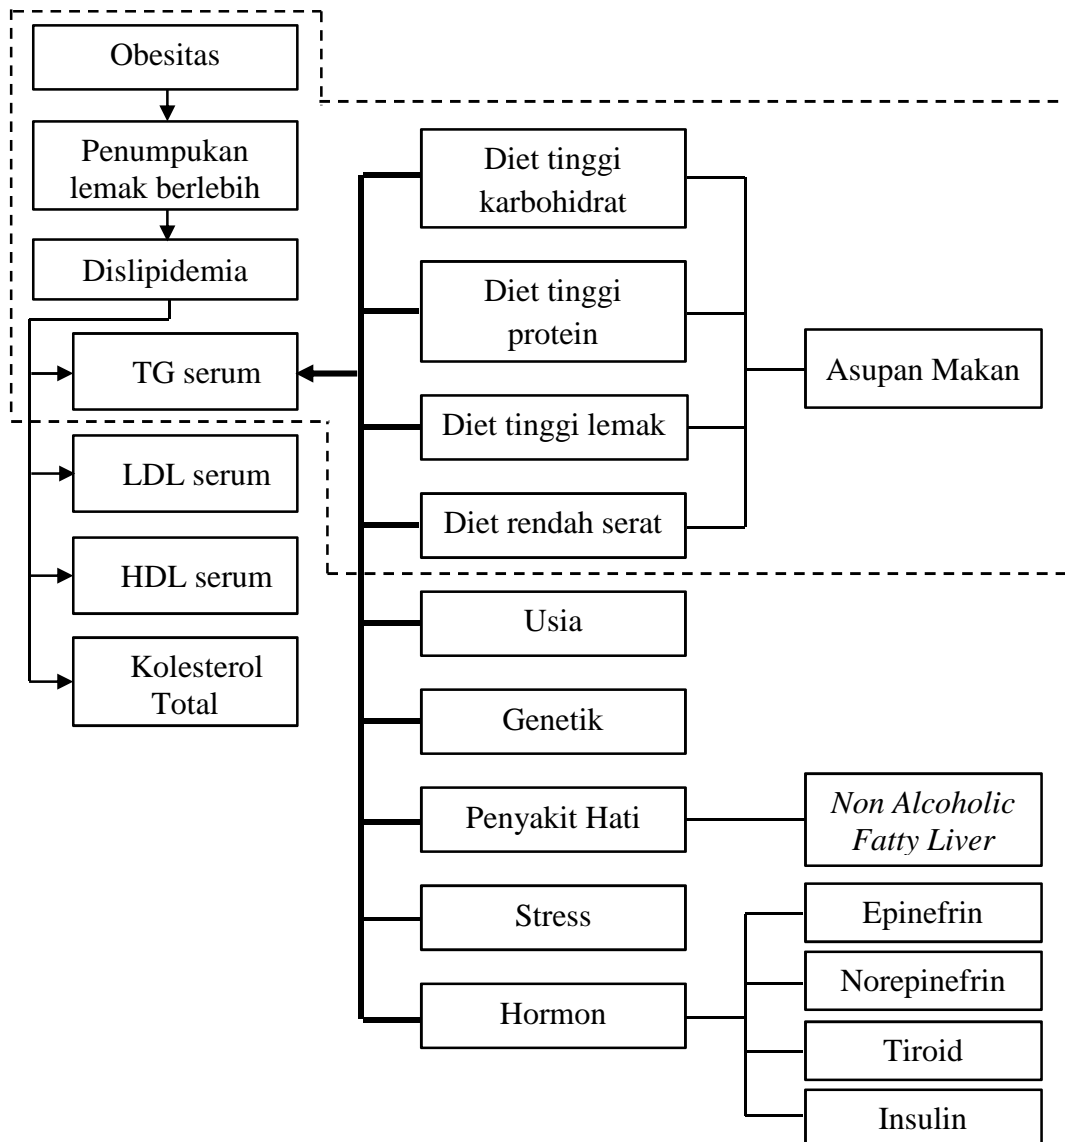 Obesitas
Penumpukan
lemak berlebih
Dislipidemia
TG serum
LDL serum
HDL serum
Kolesterol
Total
Diet tinggi
karbohidrat
Diet tinggi
protein
Diet tinggi lemak
Diet rendah serat
Asupan Makan
Usia
Genetik
Penyakit Hati
Non Alcoholic
Fatty Liver
Stress
Hormon
Epinefrin
Norepinefrin
Tiroid
Insulin